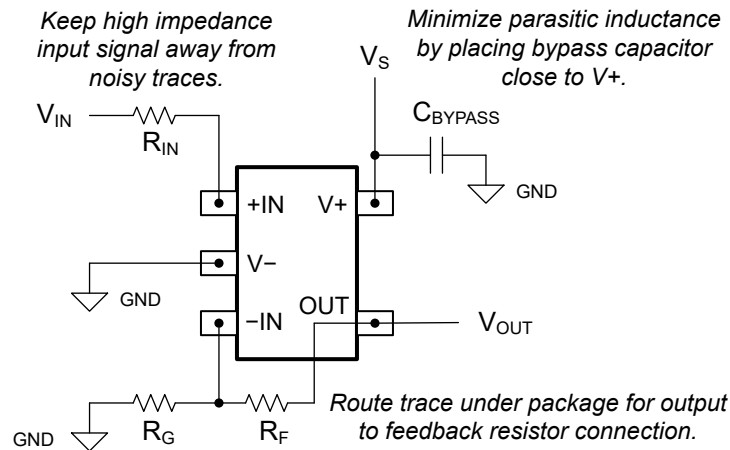 Keep high impedance
input signal away from
noisy traces.
Minimize parasitic inductance
by placing bypass capacitor
close to V+.
VS
CBYPASS
VIN
RIN
GND
+IN
V+
V−
GND
OUT
−IN
VOUT
Route trace under package for output
to feedback resistor connection.
GND
RG
RF